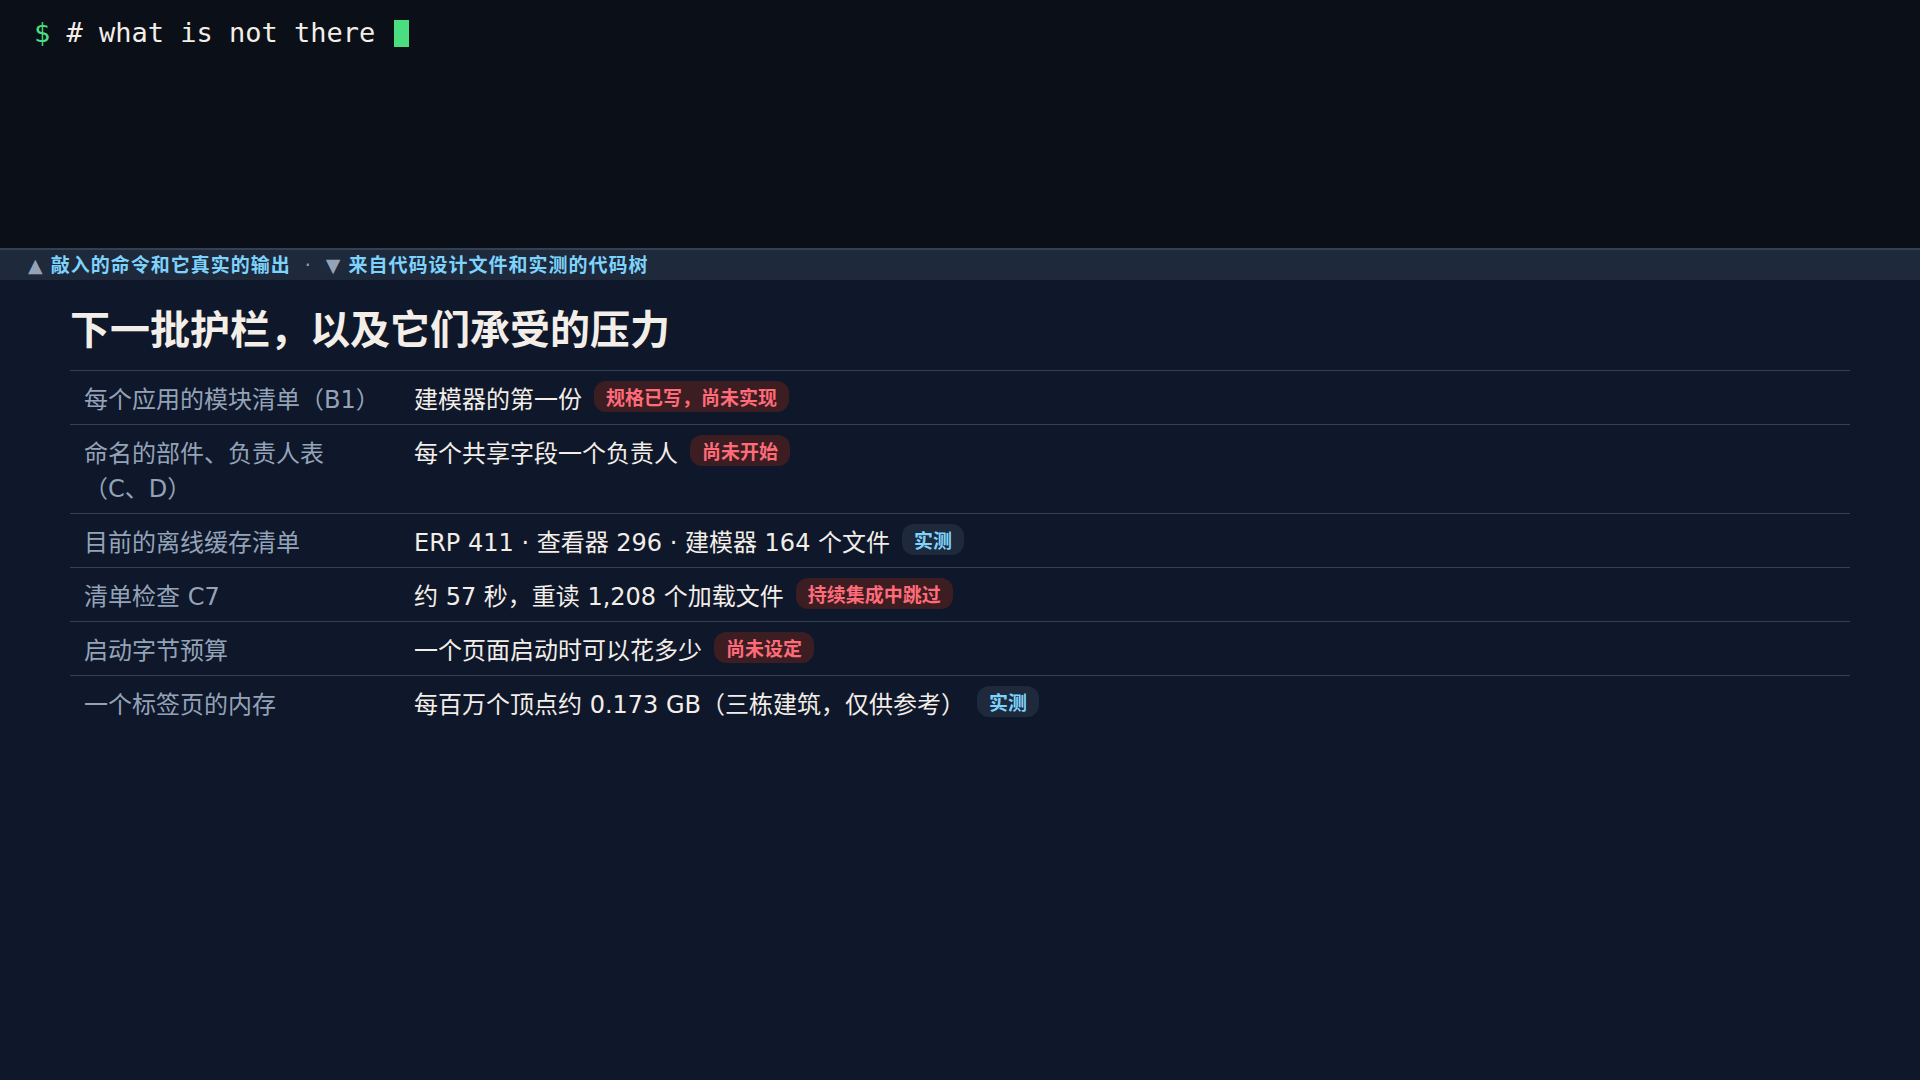 $ # what is not there
▲ 敲入的命令和它真实的输出 · ▼ 来自代码设计文件和实测的代码树
下一批护栏，以及它们承受的压力
每个应用的模块清单（B1） 建模器的第一份 规格已写，尚未实现
命名的部件、负责人表 每个共享字段一个负责人 尚未开始
（C、D）
目前的离线缓存清单 ERP 411 · 查看器 296 · 建模器 164 个文件 实测
清单检查 C7 约 57 秒，重读 1,208 个加载文件 持续集成中跳过
启动字节预算 一个页面启动时可以花多少 尚未设定
一个标签页的内存 每百万个顶点约 0.173 GB（三栋建筑，仅供参考） 实测